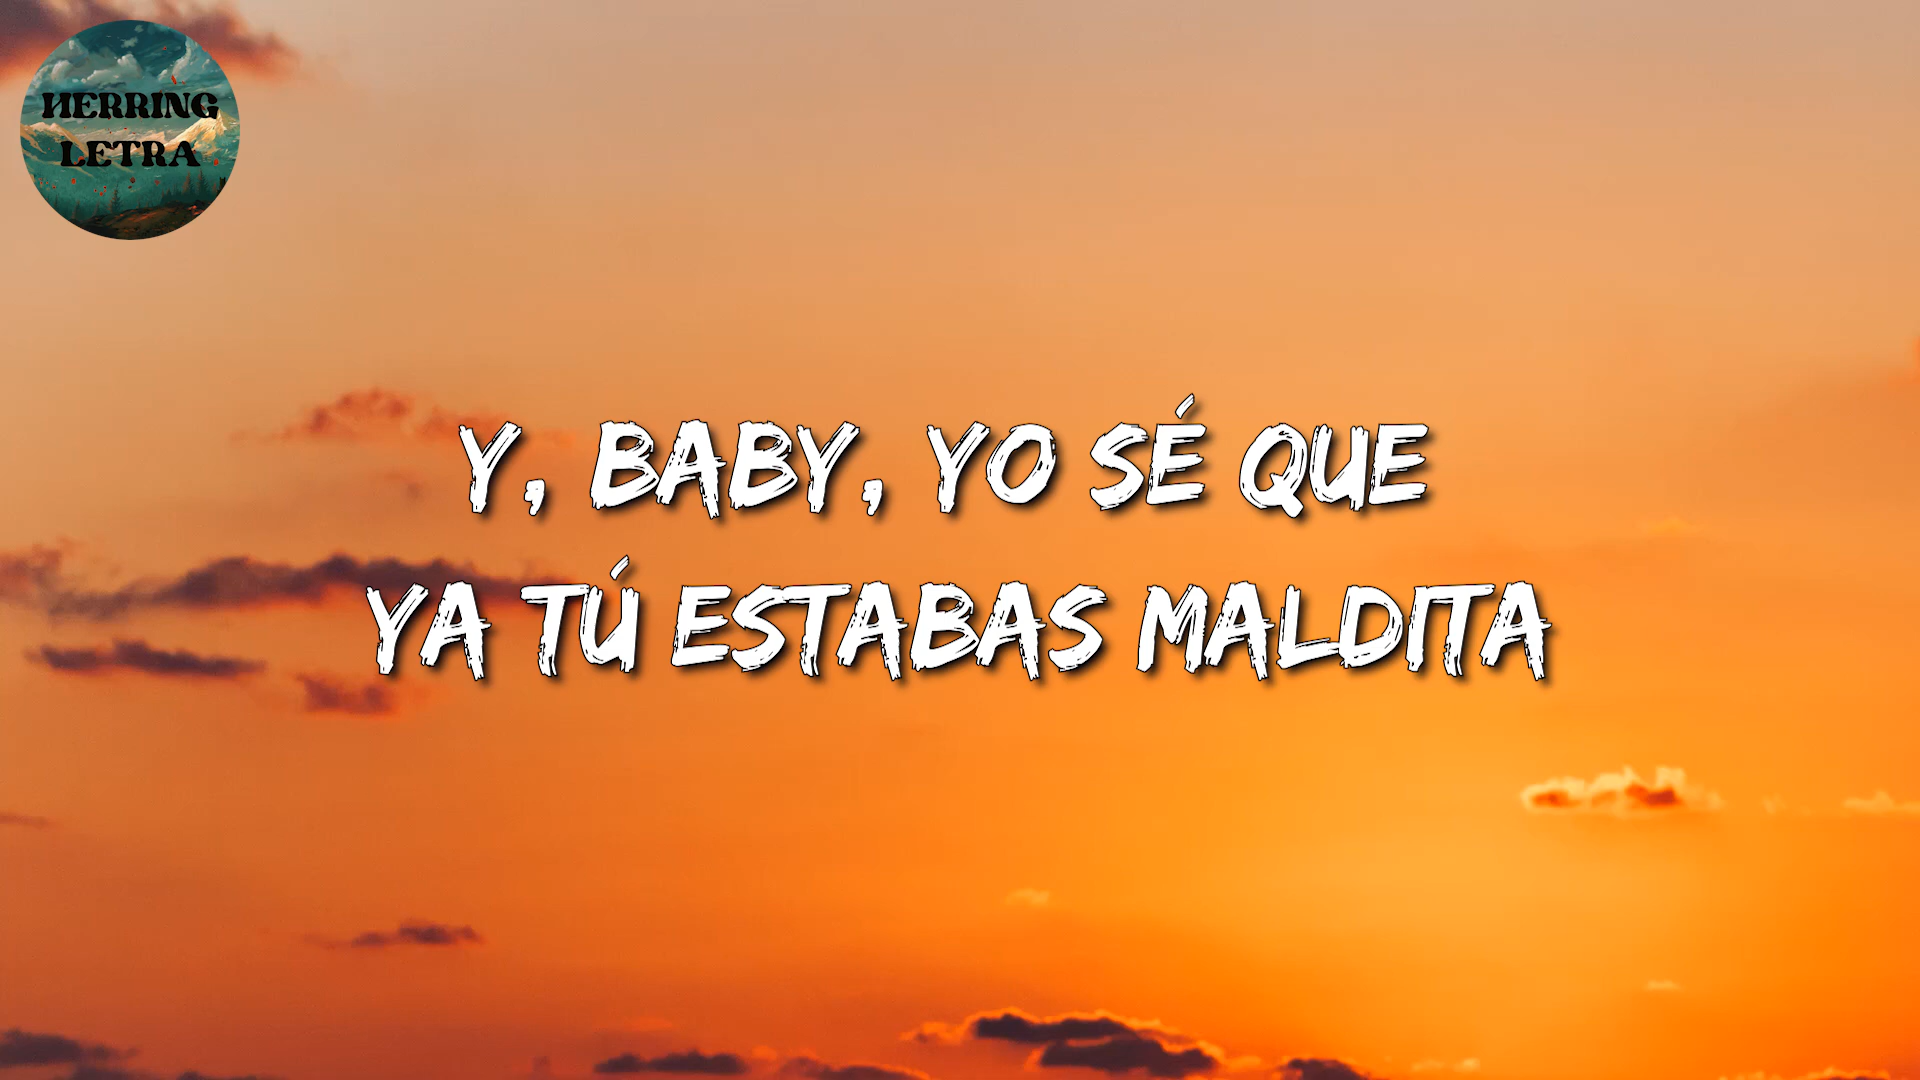 HERRING
LETRA
Y, BABY, YO SÉ QUE
YA TÚ ESTABAS MALDITA